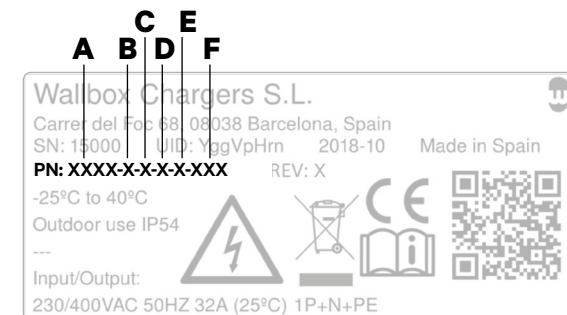 A B C D E F
Wallbox Chargers S.L.
Carrer del Foc 68, 08038 Barcelona, Spain
SN: 15000 UID: YggVpHrn 2018-10 Made in Spain
PN: XXXX-X-X-X-X-XXX REV: X
-25ºC to 40ºC
Outdoor use IP54
---
Input/Output:
230/400VAC 50HZ 32A (25ºC) 1P+N+PE
CE
i